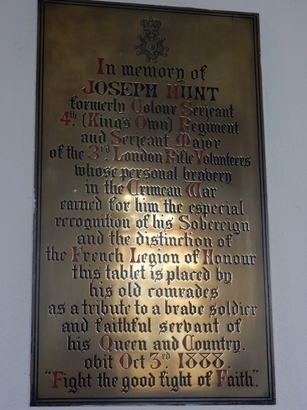 In memory of
JOSEPH HUNT
formerly Colour Serjeant
4th (King's Own) Regiment
and Serjeant Major
of the 3rd London Rifle Volunteers
whose personal bravery
in the Crimean War
earned for him the especial
recognition of his Sovereign
and the distinction of
the French Legion of Honour
this tablet is placed by
his old comrades
as a tribute to a brave soldier
and faithful servant of
his Queen and Country.
obit Oct 3rd 1888.
"Fight the good fight of Faith."